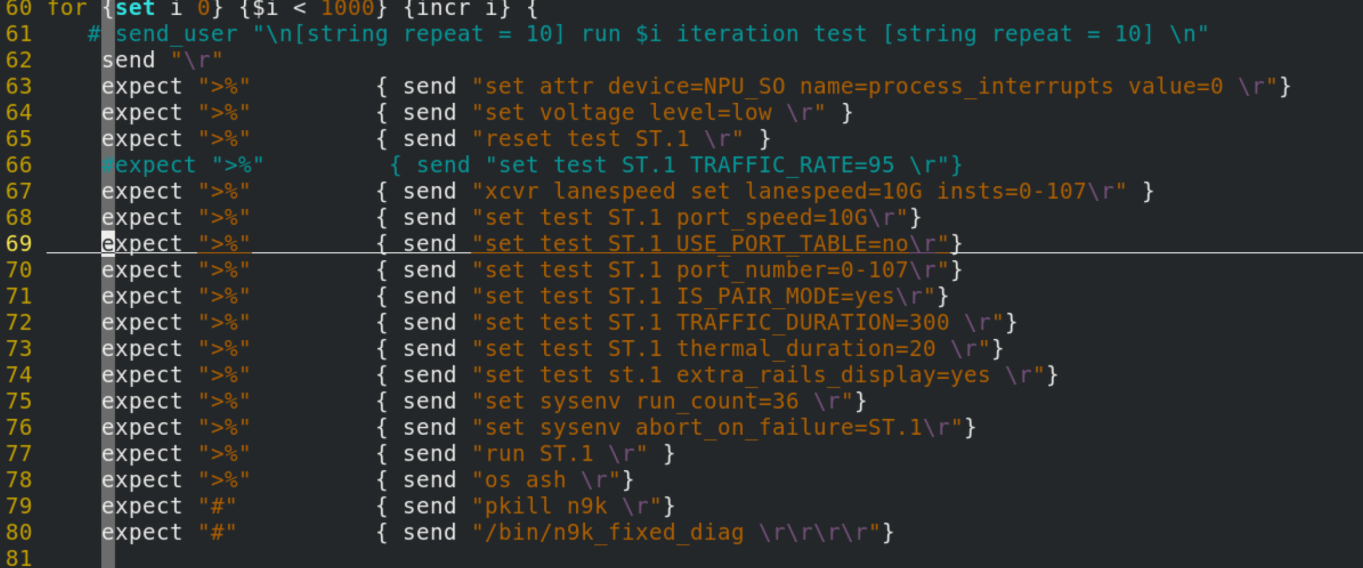 60 for {set i 0} {$i < 1000} {incr i} {
61    # send_user "\n[string repeat = 10] run $i iteration test [string repeat = 10] \n"
62     send "\r"
63     expect ">%"         { send "set attr device=NPU_SO name=process_interrupts value=0 \r"}
64     expect ">%"         { send "set voltage level=low \r" }
65     expect ">%"         { send "reset test ST.1 \r" }
66     #expect ">%"         { send "set test ST.1 TRAFFIC_RATE=95 \r"}
67     expect ">%"         { send "xcvr lanespeed set lanespeed=10G insts=0-107\r" }
68     expect ">%"         { send "set test ST.1 port_speed=10G\r"}
69     expect ">%"         { send "set test ST.1 USE_PORT_TABLE=no\r"}
70     expect ">%"         { send "set test ST.1 port_number=0-107\r"}
71     expect ">%"         { send "set test ST.1 IS_PAIR_MODE=yes\r"}
72     expect ">%"         { send "set test ST.1 TRAFFIC_DURATION=300 \r"}
73     expect ">%"         { send "set test ST.1 thermal_duration=20 \r"}
74     expect ">%"         { send "set test st.1 extra_rails_display=yes \r"}
75     expect ">%"         { send "set sysenv run_count=36 \r"}
76     expect ">%"         { send "set sysenv abort_on_failure=ST.1\r"}
77     expect ">%"         { send "run ST.1 \r" }
78     expect ">%"         { send "os ash \r"}
79     expect "#"          { send "pkill n9k \r"}
80     expect "#"          { send "/bin/n9k_fixed_diag \r\r\r\r"}
81